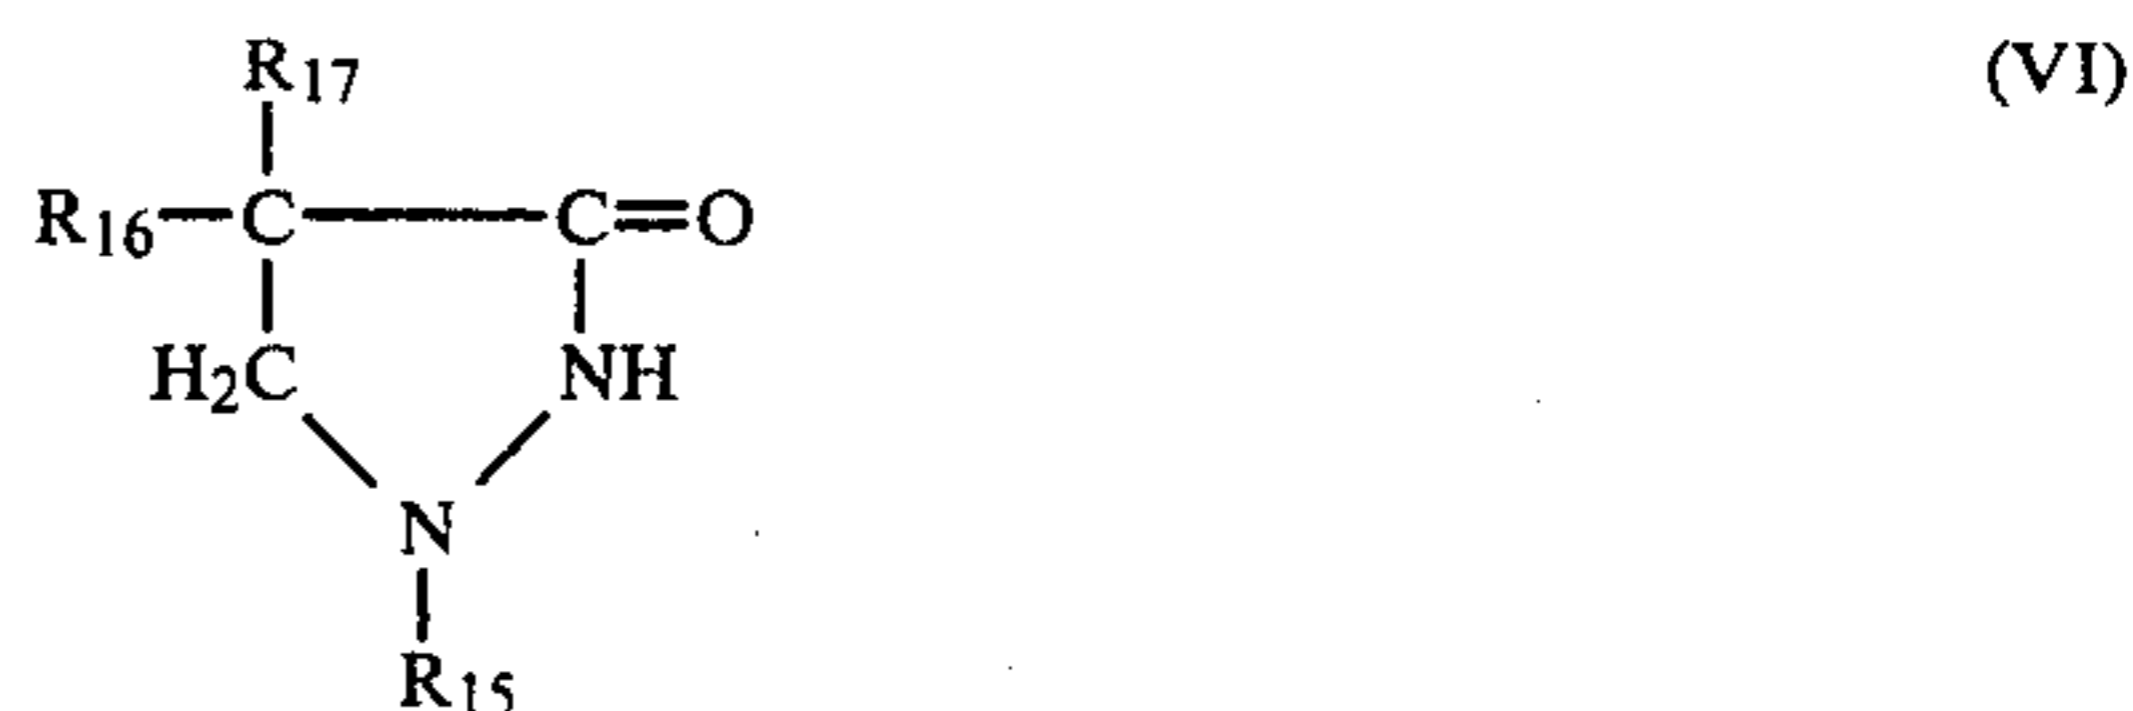 R17 (VI)
R16—C—C=O
H2C NH
N
R15